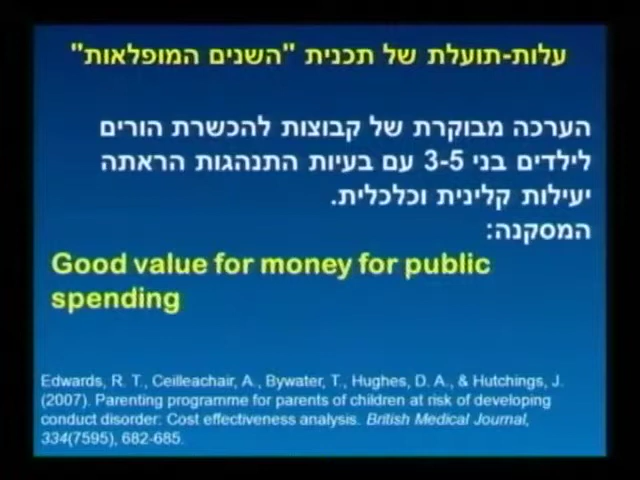 עלות-תועלת של תכנית "השנים המופלאות"
הערכה מבוקרת של קבוצות להכשרת הורים
לילדים בני 3-5 עם בעיות התנהגות הראתה
יעילות קלינית וכלכלית.
המסקנה:
Good value for money for public
spending
Edwards, R. T., Ceilleachair, A., Bywater, T., Hughes, D. A., & Hutchings, J.
(2007). Parenting programme for parents of children at risk of developing
conduct disorder: Cost effectiveness analysis. British Medical Journal,
334(7595), 682-685.